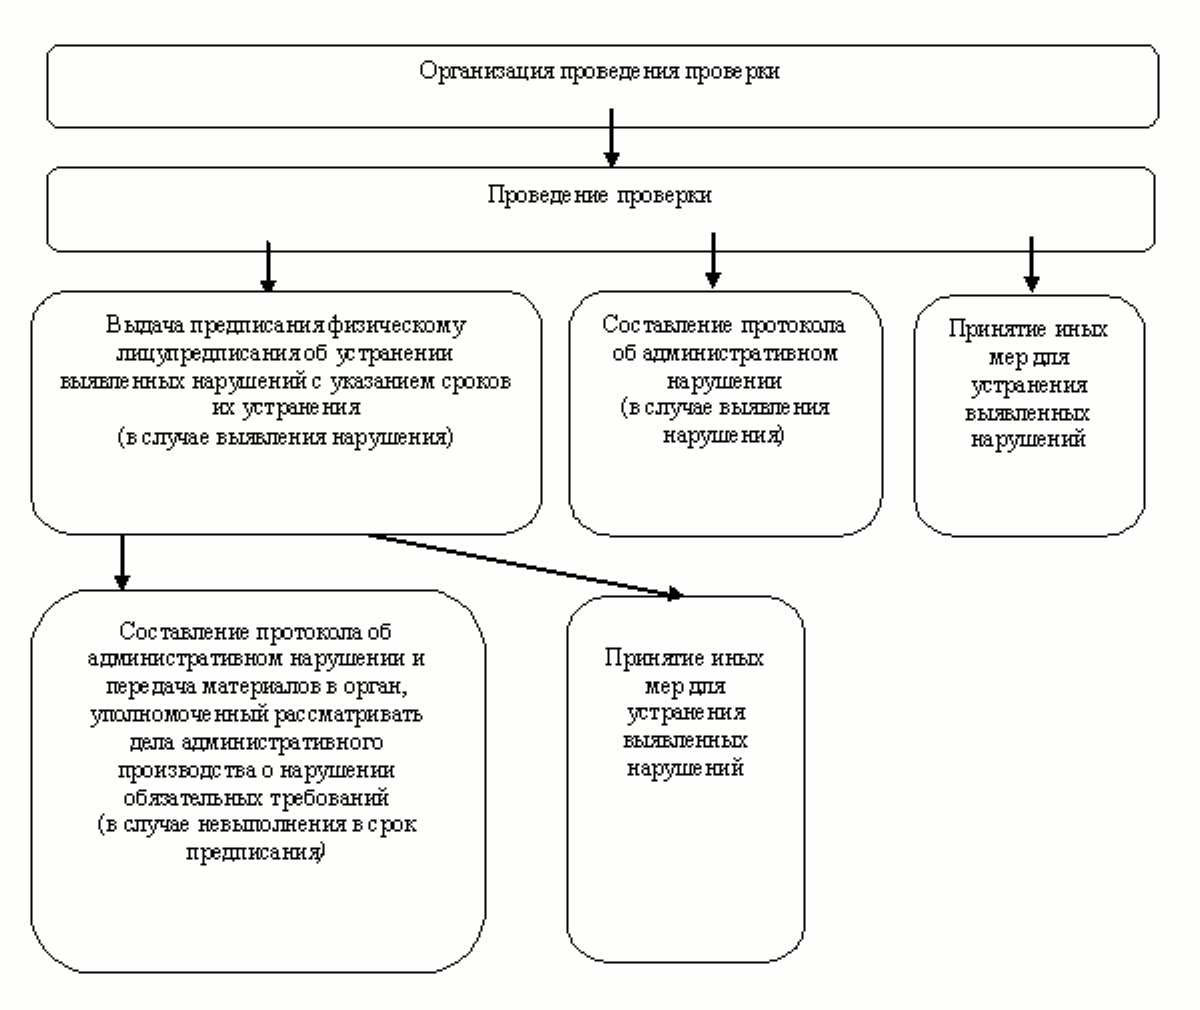 Организация проведения проверки
Проведение проверки
Выдача предписания физическому
лицупредписания об устранении
выявленных нарушений с указанием сроков
их устранения
(в случае выявления нарушения)
Составление протокола
об административном
нарушении
(в случае выявления
нарушения)
Принятие иных
мер для
устранения
выявленных
нарушений
Составление протокола об
административном нарушении и
передача материалов в орган,
уполномоченный рассматривать
дела административного
производства о нарушении
обязательных требований
(в случае невыполнения в срок
предписания)
Принятие иных
мер для
устранения
выявленных
нарушений